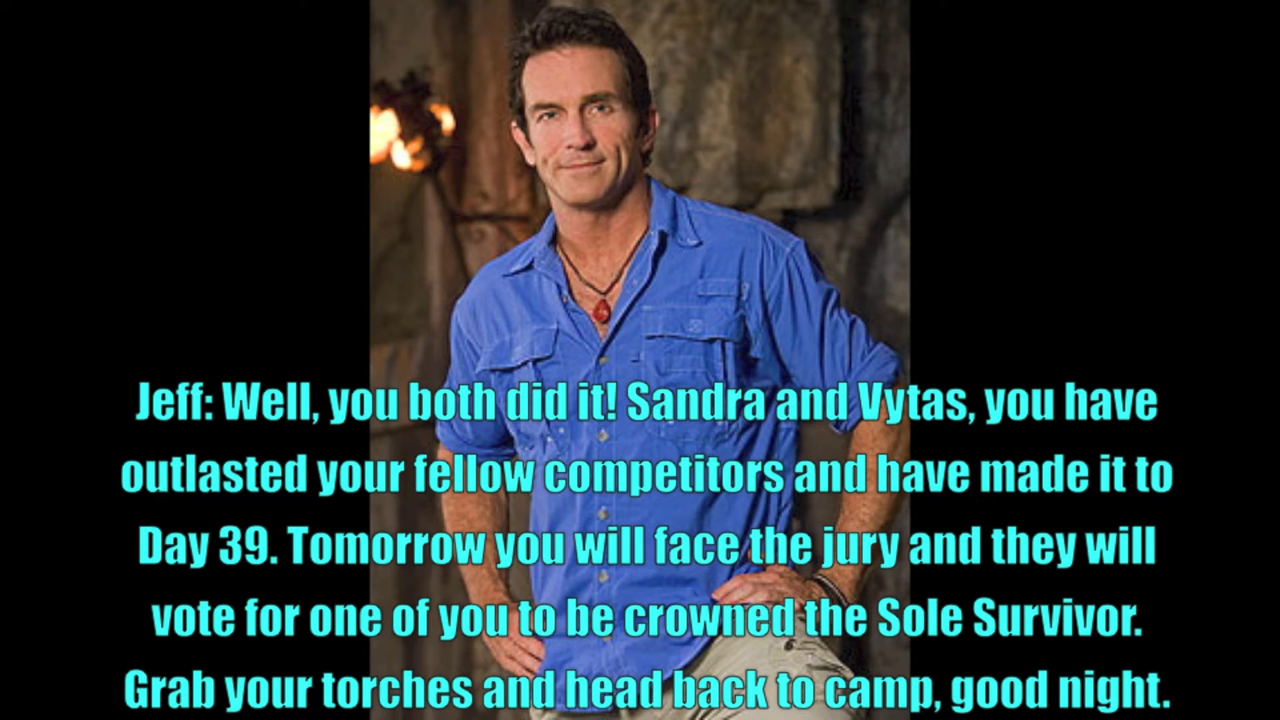 Jeff: Well, you both did it! Sandra and Vytas, you have
outlasted your fellow competitors and have made it to
Day 39. Tomorrow you will face the jury and they will
vote for one of you to be crowned the Sole Survivor.
Grab your torches and head back to camp, good night.